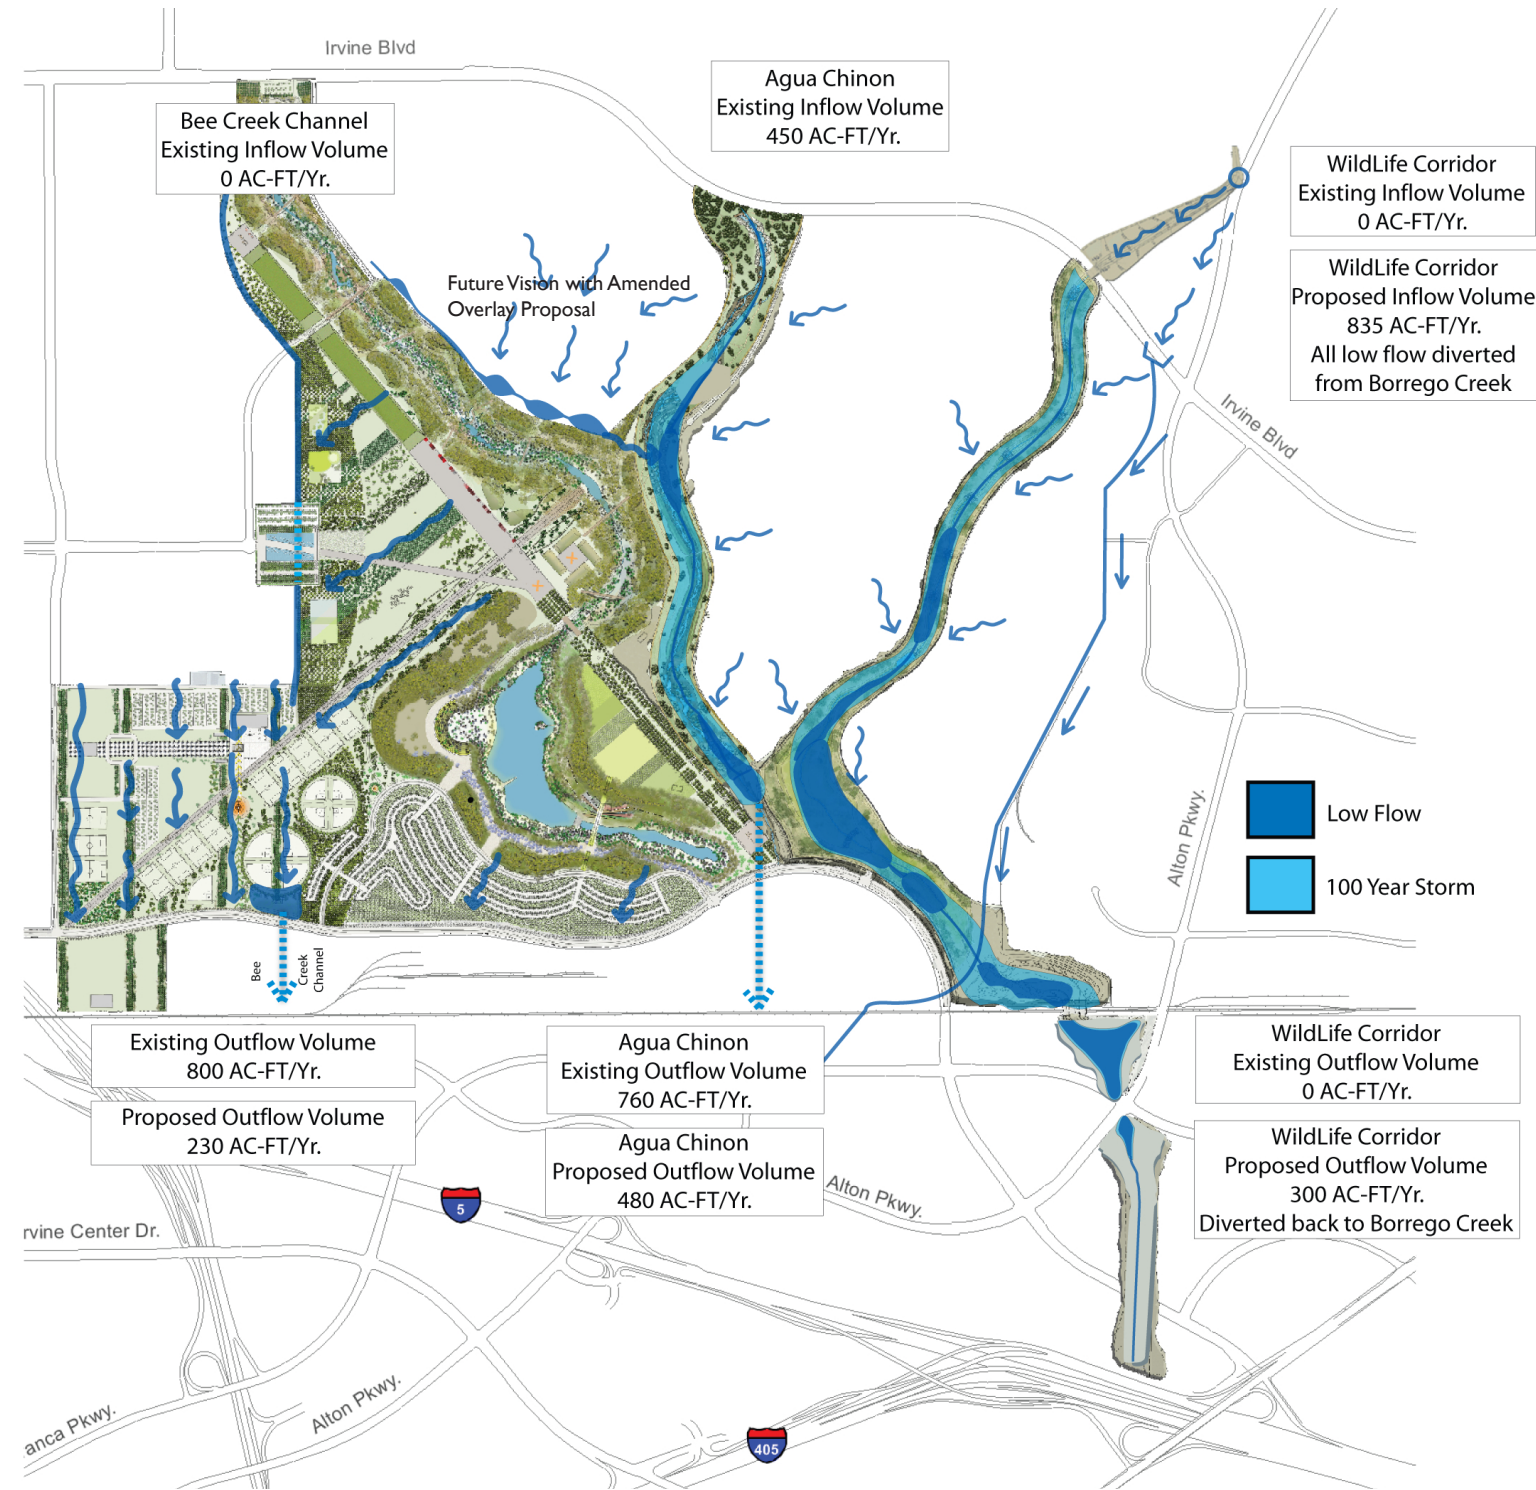 Irvine Blvd
Bee Creek Channel
Existing Inflow Volume
0 AC-FT/Yr.
Agua Chinon
Existing Inflow Volume
450 AC-FT/Yr.
WildLife Corridor
Existing Inflow Volume
0 AC-FT/Yr.
WildLife Corridor
Proposed Inflow Volume
835 AC-FT/Yr.
All low flow diverted
from Borrego Creek
Future Vision with Amended
Overlay Proposal
Irvine Blvd
Alton Pkwy.
Low Flow
100 Year Storm
Bee
Creek
Channel
Existing Outflow Volume
800 AC-FT/Yr.
Proposed Outflow Volume
230 AC-FT/Yr.
Agua Chinon
Existing Outflow Volume
760 AC-FT/Yr.
Agua Chinon
Proposed Outflow Volume
480 AC-FT/Yr.
WildLife Corridor
Existing Outflow Volume
0 AC-FT/Yr.
WildLife Corridor
Proposed Outflow Volume
300 AC-FT/Yr.
Diverted back to Borrego Creek
Alton Pkwy.
5
rvine Center Dr.
Alton Pkwy.
anca Pkwy.
405